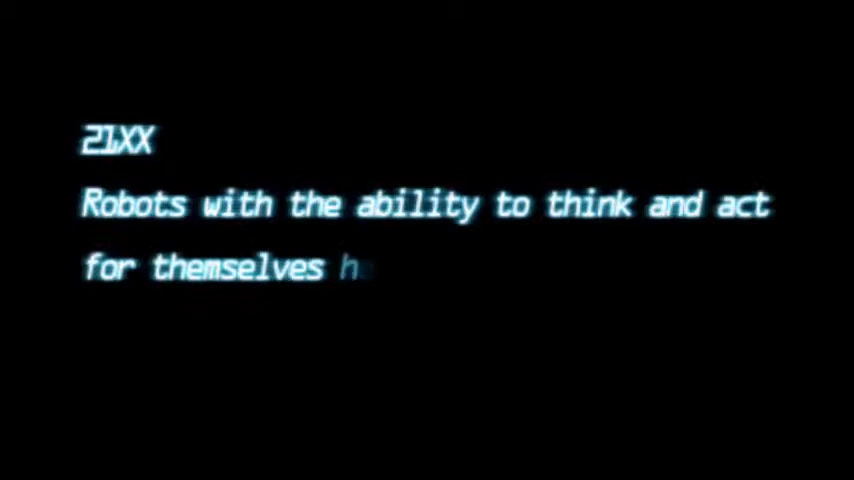 21XX
Robots with the ability to think and act
for themselves h